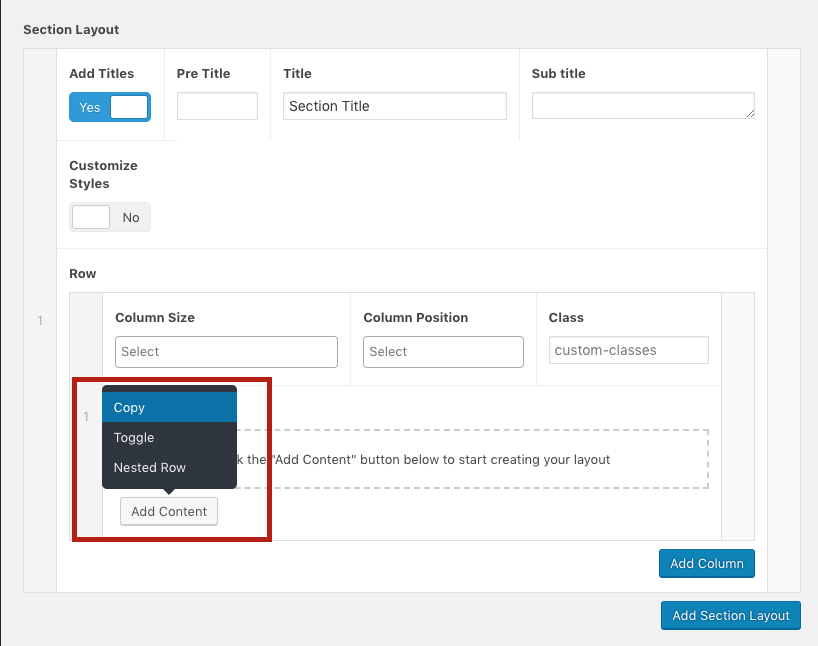 Section Layout
Add Titles
Pre Title
Title
Sub title
Yes
Section Title
Customize
Styles
No
Row
1
Column Size
Column Position
Class
Select
Select
custom-classes
1
Copy
Toggle
Nested Row
k the "Add Content" button below to start creating your layout
Add Content
Add Column
Add Section Layout